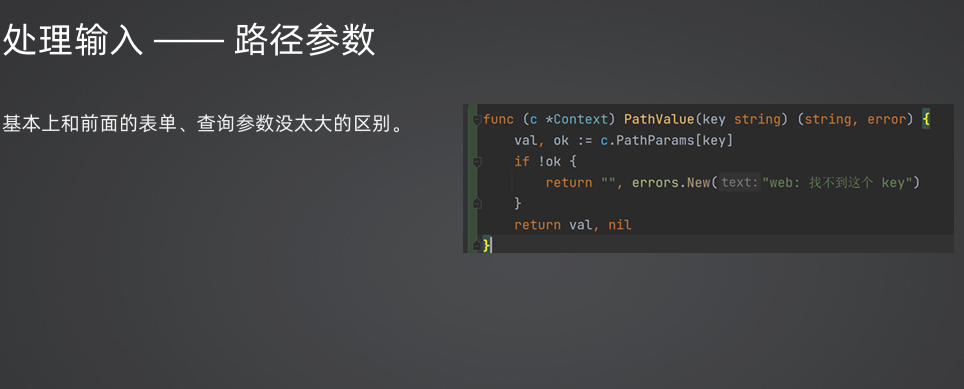 处理输入 —— 路径参数
基本上和前面的表单、查询参数没太大的区别。
func (c *Context) PathValue(key string) (string, error) {
    val, ok := c.PathParams[key]
    if !ok {
        return "", errors.New(text:"web: 找不到这个 key")
    }
    return val, nil
}